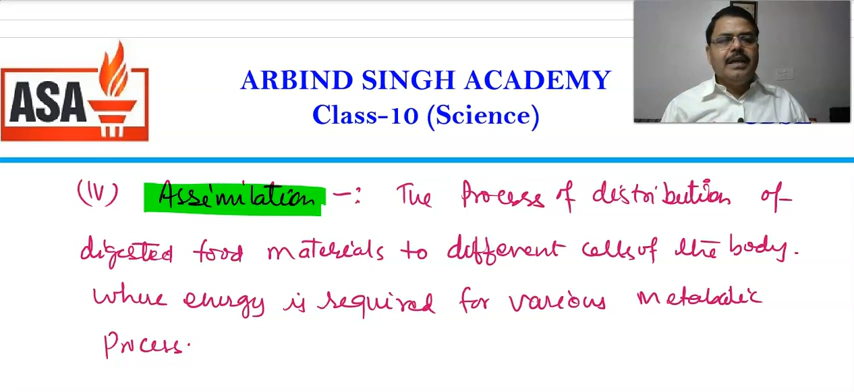 ASA
ARBIND SINGH ACADEMY
Class-10 (Science)
(IV) Assimilation -: The Process of distribution of
digested food materials to different cells of the body.
Where energy is required for various metabolic
Process.